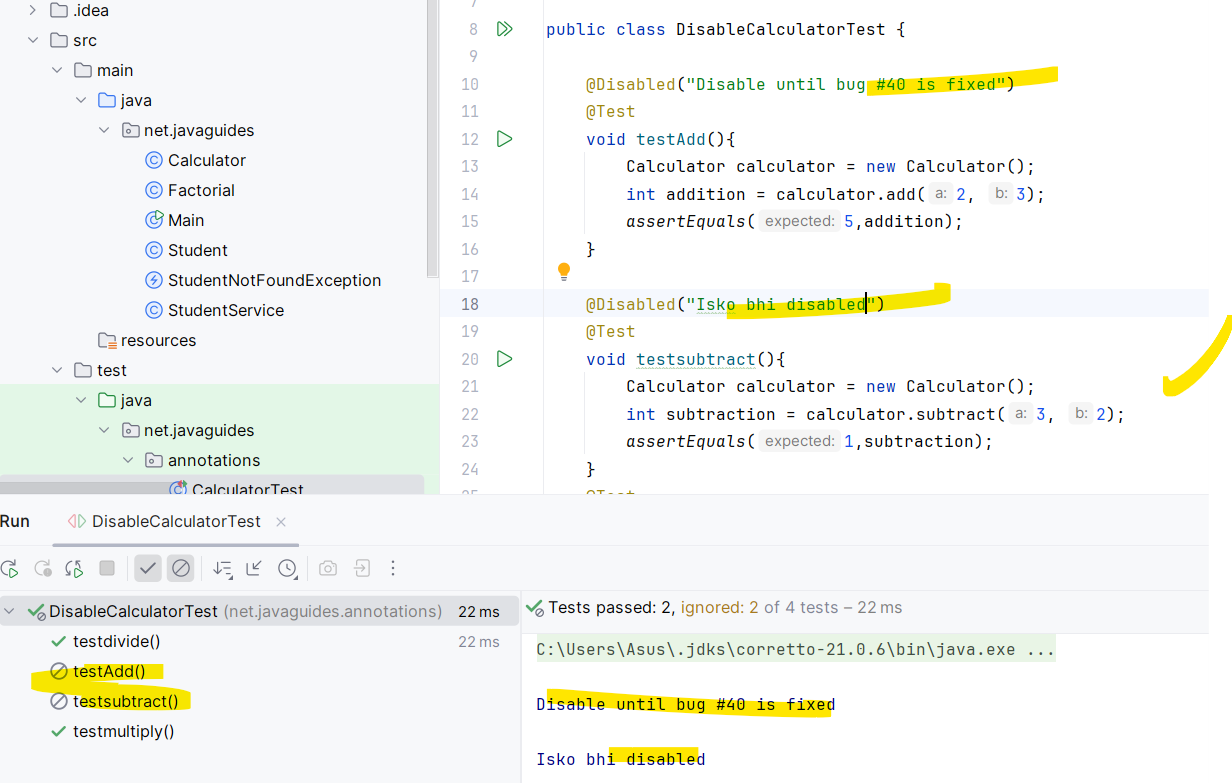 .idea
src
main
java
net.javaguides
Calculator
Factorial
Main
Student
StudentNotFoundException
StudentService
resources
test
java
net.javaguides
annotations
CalculatorTest
7
8 public class DisableCalculatorTest {
9
10 @Disabled("Disable until bug #40 is fixed")
11 @Test
12 void testAdd(){
13 Calculator calculator = new Calculator();
14 int addition = calculator.add( a: 2, b: 3);
15 assertEquals( expected: 5,addition);
16 }
17
18 @Disabled("Isko bhi disabled")
19 @Test
20 void testsubtract(){
21 Calculator calculator = new Calculator();
22 int subtraction = calculator.subtract( a: 3, b: 2);
23 assertEquals( expected: 1,subtraction);
24 }
25 @Test
Run DisableCalculatorTest
DisableCalculatorTest (net.javaguides.annotations) 22 ms
testdivide() 22 ms
testAdd()
testsubtract()
testmultiply()
Tests passed: 2, ignored: 2 of 4 tests – 22 ms
C:\Users\Asus\.jdks\corretto-21.0.6\bin\java.exe ...
Disable until bug #40 is fixed
Isko bhi disabled